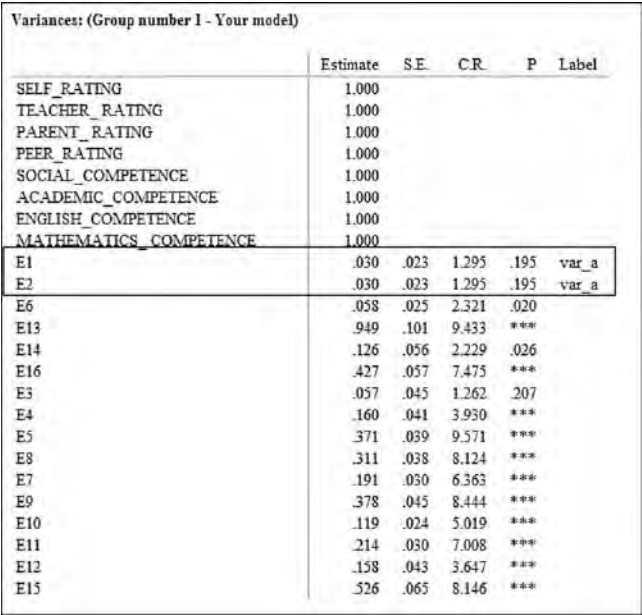 Variances: (Group number 1 - Your model)
Estimate S.E. C.R. P Label
SELF_RATING 1.000
TEACHER_RATING 1.000
PARENT_RATING 1.000
PEER_RATING 1.000
SOCIAL_COMPETENCE 1.000
ACADEMIC_COMPETENCE 1.000
ENGLISH_COMPETENCE 1.000
MATHEMATICS_COMPETENCE 1.000
E1 .030 .023 1.295 .195 var_a
E2 .030 .023 1.295 .195 var_a
E6 .058 .025 2.321 .020
E13 .949 .101 9.433 ***
E14 .126 .056 2.229 .026
E16 .427 .057 7.475 ***
E3 .057 .045 1.262 .207
E4 .160 .041 3.930 ***
E5 .371 .039 9.571 ***
E8 .311 .038 8.124 ***
E7 .191 .030 6.363 ***
E9 .378 .045 8.444 ***
E10 .119 .024 5.019 ***
E11 .214 .030 7.008 ***
E12 .158 .043 3.647 ***
E15 .526 .065 8.146 ***